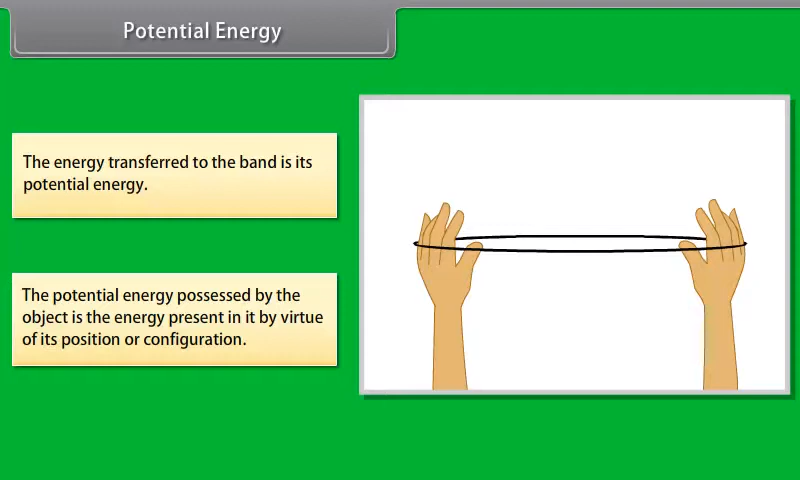 Potential Energy
The energy transferred to the band is its
potential energy.
The potential energy possessed by the
object is the energy present in it by virtue
of its position or configuration.